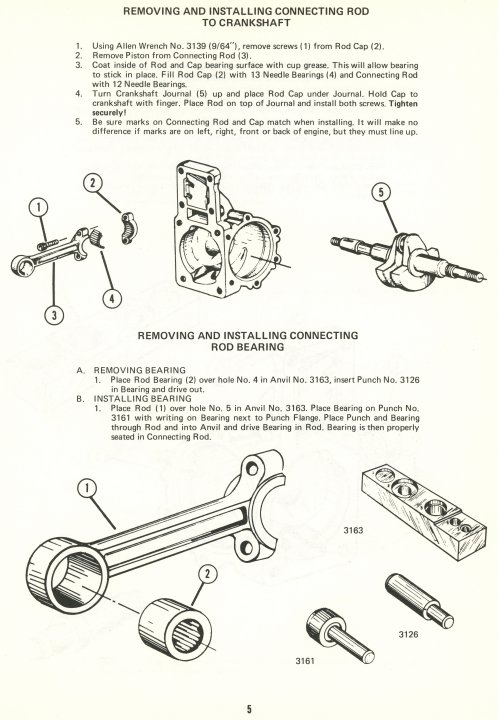 REMOVING AND INSTALLING CONNECTING ROD
TO CRANKSHAFT
1. Using Allen Wrench No. 3139 (9/64"), remove screws (1) from Rod Cap (2).
2. Remove Piston from Connecting Rod (3).
3. Coat inside of Rod and Cap bearing surface with cup grease. This will allow bearing
to stick in place. Fill Rod Cap (2) with 13 Needle Bearings (4) and Connecting Rod
with 12 Needle Bearings.
4. Turn Crankshaft Journal (5) up and place Rod Cap under Journal. Hold Cap to
crankshaft with finger. Place Rod on top of Journal and install both screws. Tighten
securely!
5. Be sure marks on Connecting Rod and Cap match when installing. It will make no
difference if marks are on left, right, front or back of engine, but they must line up.
2
1
5
4
3
REMOVING AND INSTALLING CONNECTING
ROD BEARING
A. REMOVING BEARING
1. Place Rod Bearing (2) over hole No. 4 in Anvil No. 3163, insert Punch No. 3126
in Bearing and drive out.
B. INSTALLING BEARING
1. Place Rod (1) over hole No. 5 in Anvil No. 3163. Place Bearing on Punch No.
3161 with writing on Bearing next to Punch Flange. Place Punch and Bearing
through Rod and into Anvil and drive Bearing in Rod. Bearing is then properly
seated in Connecting Rod.
1
3163
2
3126
3161
5